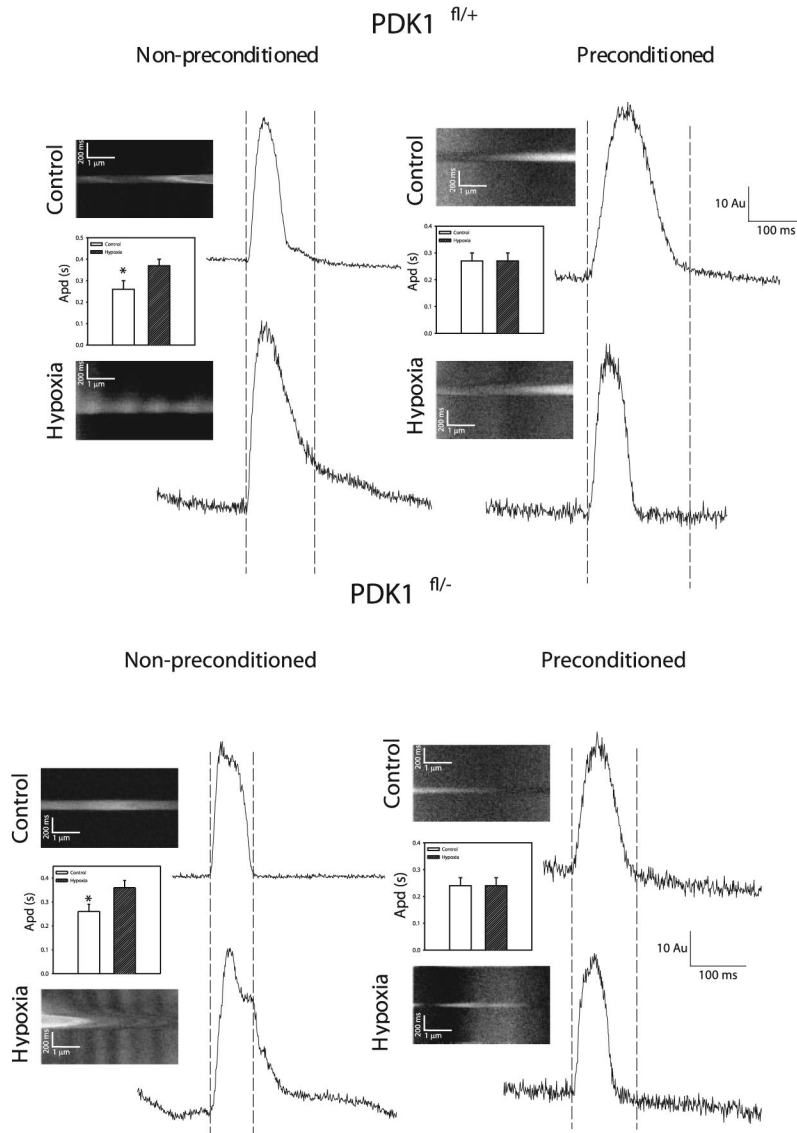 PDK1 fl/+
Non-preconditioned
Preconditioned
Control
200 ms
1 µm
200 ms
1 µm
10 Au
100 ms
Apd (s)
0.5
0.4
0.3
0.2
0.1
0.0
Control
Hypoxia
*
Apd (s)
0.4
0.3
0.2
0.1
0.0
Control
Hypoxia
Hypoxia
200 ms
1 µm
Hypoxia
200 ms
1 µm
Control
PDK1 fl/-
Non-preconditioned
Preconditioned
Control
200 ms
1 µm
Control
200 ms
1 µm
Apd (s)
0.4
0.3
0.2
0.1
0.0
Control
Hypoxia
*
Apd (s)
0.4
0.3
0.2
0.1
0.0
Control
Hypoxia
10 Au
100 ms
Hypoxia
200 ms
1 µm
Hypoxia
200 ms
1 µm